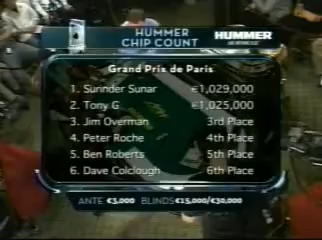 HUMMER
CHIP COUNT
HUMMER
Grand Prix de Paris
1. Surinder Sunar €1,029,000
2. Tony G €1,025,000
3. Jim Overman 3rd Place
4. Peter Roche 4th Place
5. Ben Roberts 5th Place
6. Dave Colclough 6th Place
ANTE €3,000 BLINDS €15,000/€30,000